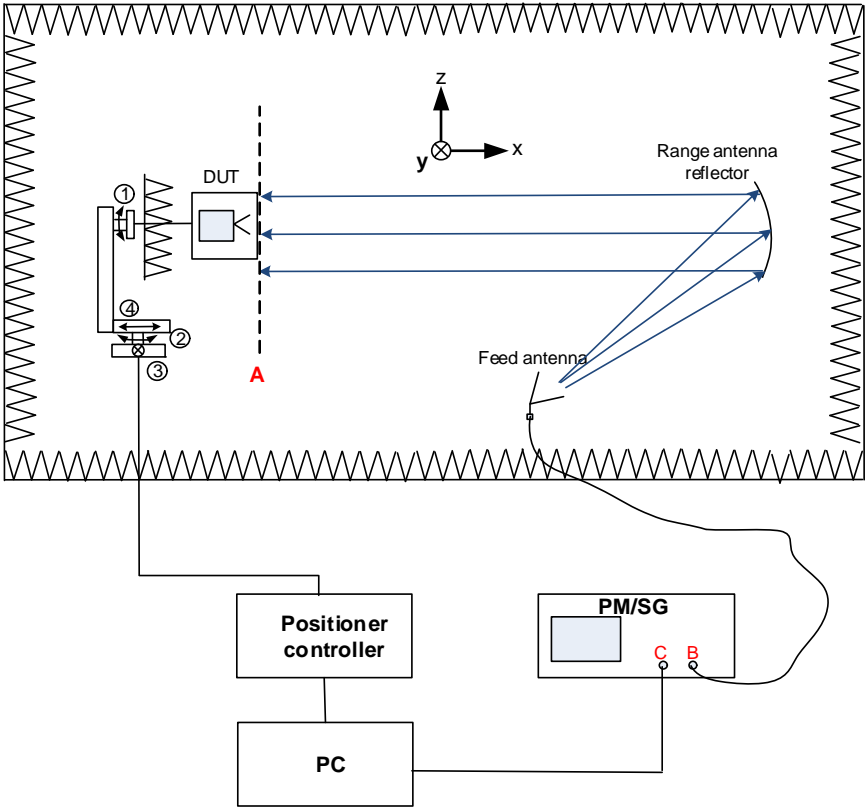 z
x
y
DUT
Range antenna
reflector
①
④
②
③
Feed antenna
A
PM/SG
C B
Positioner
controller
PC